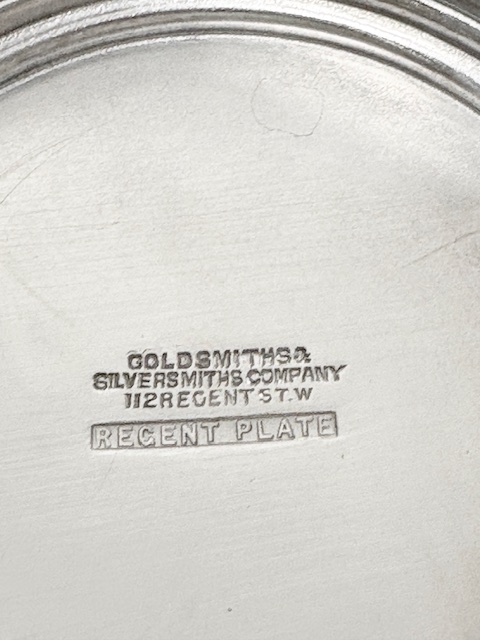 GOLDSMITHS &
SILVERSMITHS COMPANY
112 REGENT ST. W
REGENT PLATE